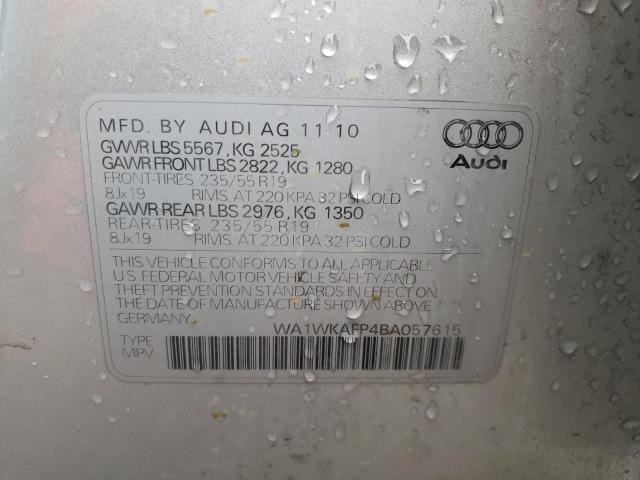 MFD. BY AUDI AG 11 10
GVWR LBS 5567, KG 2525
GAWR FRONT LBS 2822, KG 1280
FRONT-TIRES 235/55 R19
8Jx19 RIMS, AT 220 KPA 32 PSI COLD
GAWR REAR LBS 2976, KG 1350
REAR-TIRES 235/55 R19
8Jx19 RIMS, AT 220 KPA 32 PSI COLD
Audi
THIS VEHICLE CONFORMS TO ALL APPLICABLE
U.S. FEDERAL MOTOR VEHICLE SAFETY AND
THEFT PREVENTION STANDARDS IN EFFECT ON
THE DATE OF MANUFACTURE SHOWN ABOVE
GERMANY
WA1WKAFP4BA057615
TYPE
MPV